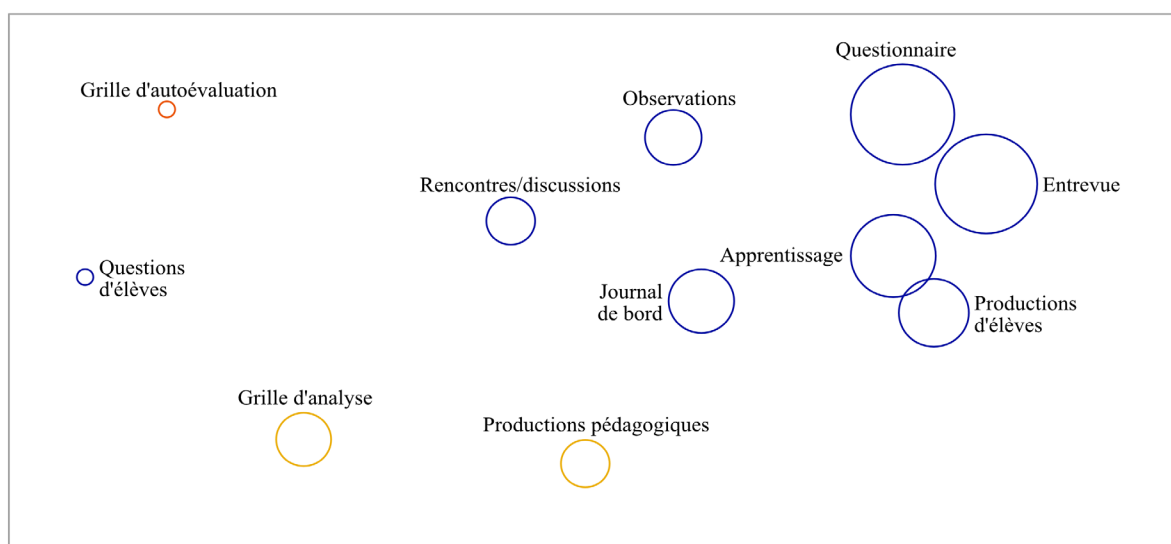 Questionnaire
Grille d'autoévaluation
Observations
Rencontres/discussions
Entrevue
Apprentissage
Questions
d'élèves
Journal
de bord
Productions
d'élèves
Grille d'analyse
Productions pédagogiques